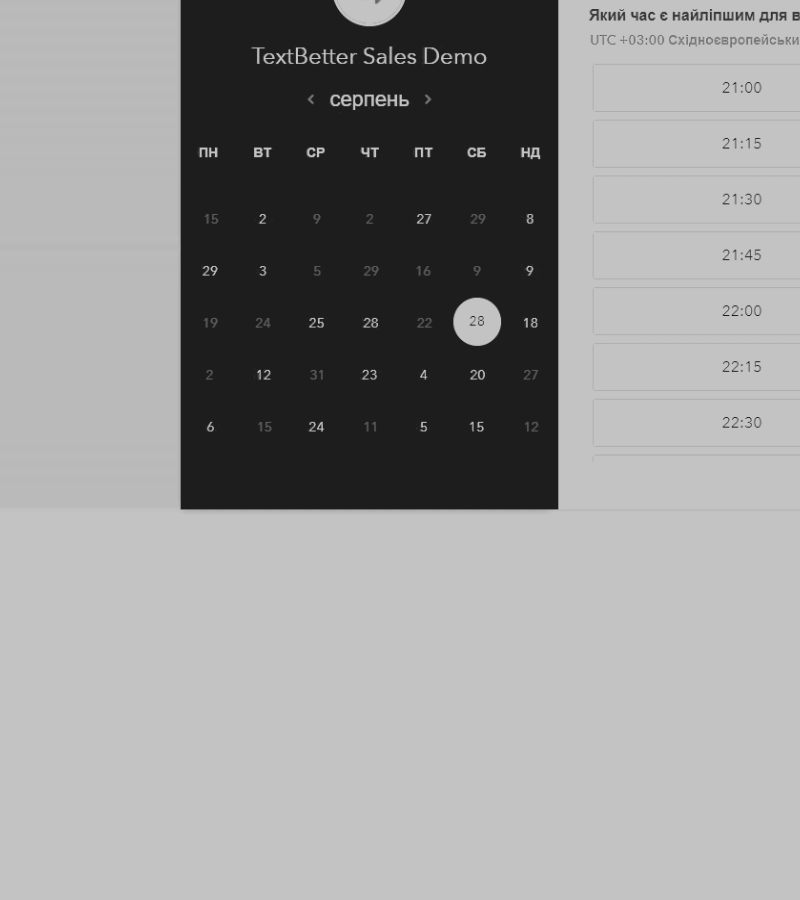 TextBetter Sales Demo
< серпень >
ПН ВТ СР ЧТ ПТ СБ НД
15 2 9 2 27 29 8
29 3 5 29 16 9 9
19 24 25 28 22 28 18
2 12 31 23 4 20 27
6 15 24 11 5 15 12
Який час є найліпшим для в
UTC +03:00 Східноєвропейськи
21:00
21:15
21:30
21:45
22:00
22:15
22:30